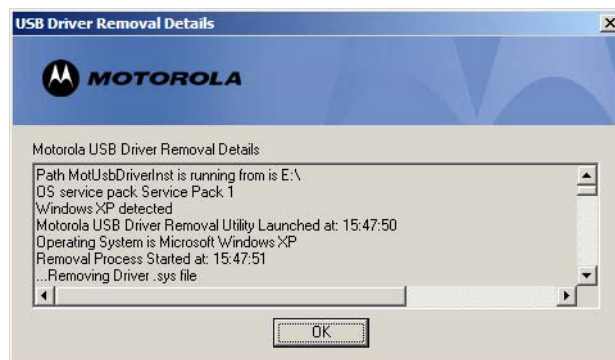 USB Driver Removal Details
MOTOROLA
Motorola USB Driver Removal Details
Path MotUsbDriverInst is running from is E:\
OS service pack Service Pack 1
Windows XP detected
Motorola USB Driver Removal Utility Launched at: 15:47:50
Operating System is Microsoft Windows XP
Removal Process Started at: 15:47:51
...Removing Driver .sys file
OK